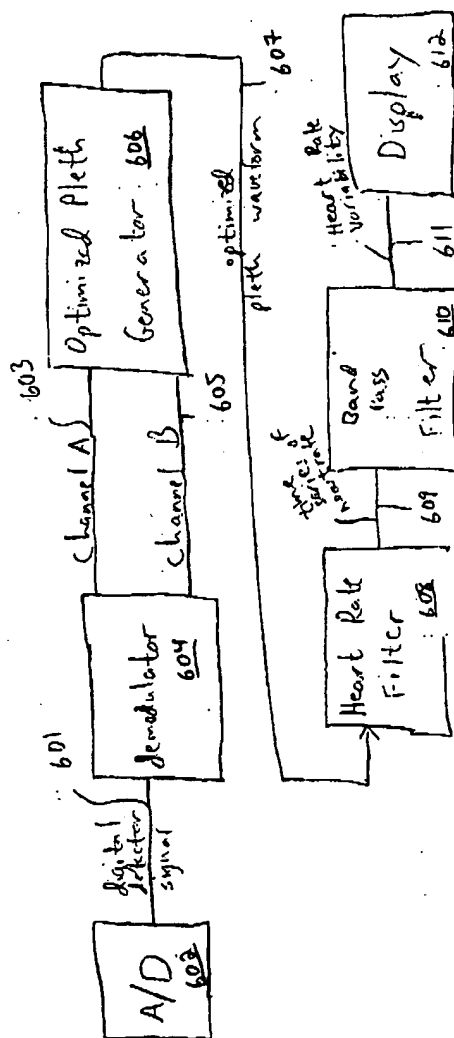 A/D
602
digital
detector
signal
601
demodulator
604
Channel A
603
Channel B
605
Optimized Pleth
Generator
606
optimized
pleth waveform
607
Heart Rate
Filter
608
time
of
heart rate
609
Band
Pass
Filter
610
Heart Rate
Variability
611
Display
612